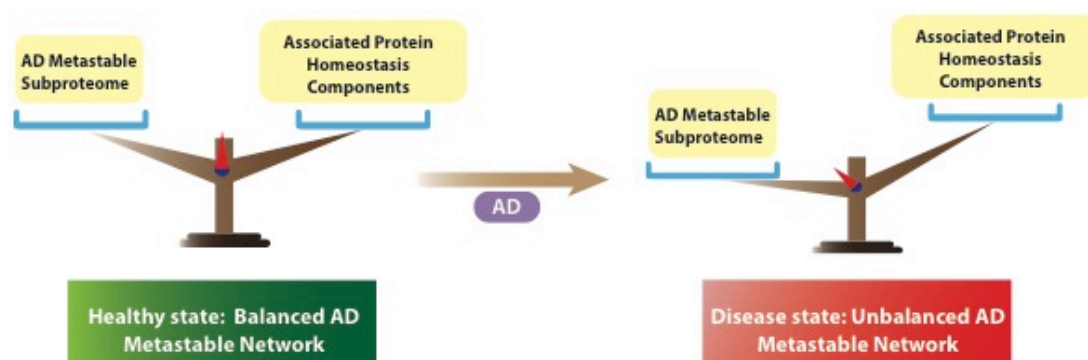 AD Metastable
Subproteome
Associated Protein
Homeostasis
Components
AD
AD Metastable
Subproteome
Associated Protein
Homeostasis
Components
Healthy state: Balanced AD
Metastable Network
Disease state: Unbalanced AD
Metastable Network